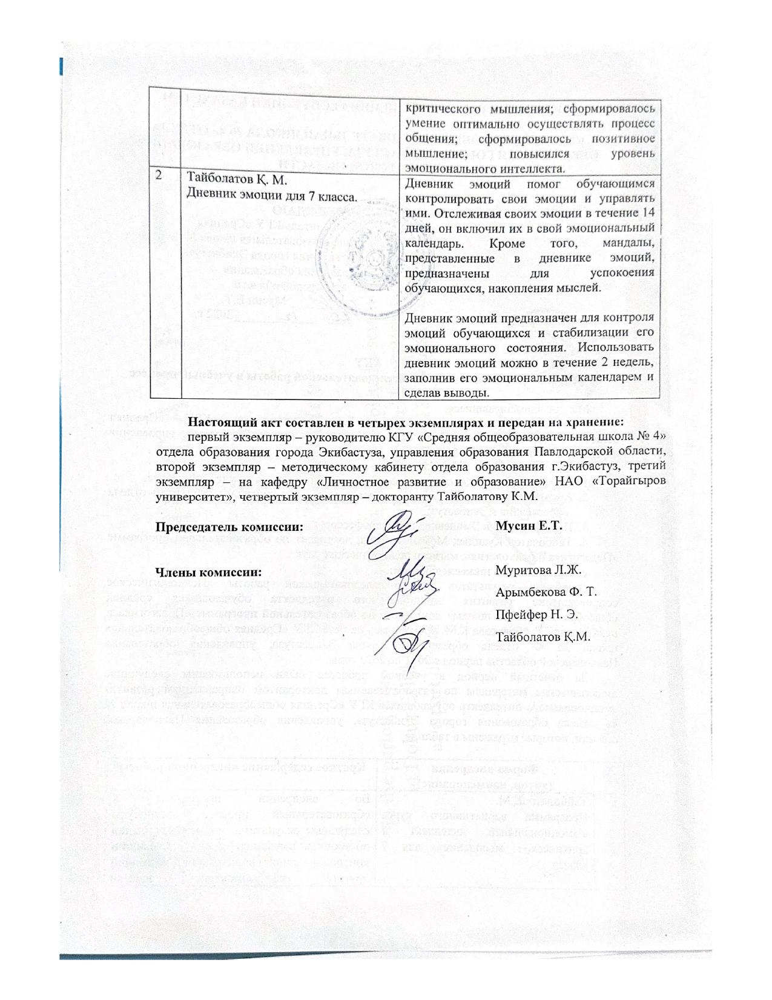 критического мышления; сформировалось
умение оптимально осуществлять процесс
общения; сформировалось позитивное
мышление; повысился уровень
эмоционального интеллекта.
2
Тайболатов Қ. М.
Дневник эмоции для 7 класса.
Дневник эмоций помог обучающимся
контролировать свои эмоции и управлять
ими. Отслеживая своих эмоции в течение 14
дней, он включил их в свой эмоциональный
календарь. Кроме того, мандалы,
представленные в дневнике эмоций,
предназначены для успокоения
обучающихся, накопления мыслей.
Дневник эмоций предназначен для контроля
эмоций обучающихся и стабилизации его
эмоционального состояния. Использовать
дневник эмоций можно в течение 2 недель,
заполнив его эмоциональным календарем и
сделав выводы.
Настоящий акт составлен в четырех экземплярах и передан на хранение:
первый экземпляр – руководителю КГУ «Средняя общеобразовательная школа № 4»
отдела образования города Экибастуза, управления образования Павлодарской области,
второй экземпляр – методическому кабинету отдела образования г.Экибастуз, третий
экземпляр – на кафедру «Личностное развитие и образование» НАО «Торайгыров
университет», четвертый экземпляр – докторанту Тайболатову К.М.
Председатель комиссии: Мусин Е.Т.
Члены комиссии: Муритова Л.Ж.
Арымбекова Ф. Т.
Пфейфер Н. Э.
Тайболатов Қ.М.